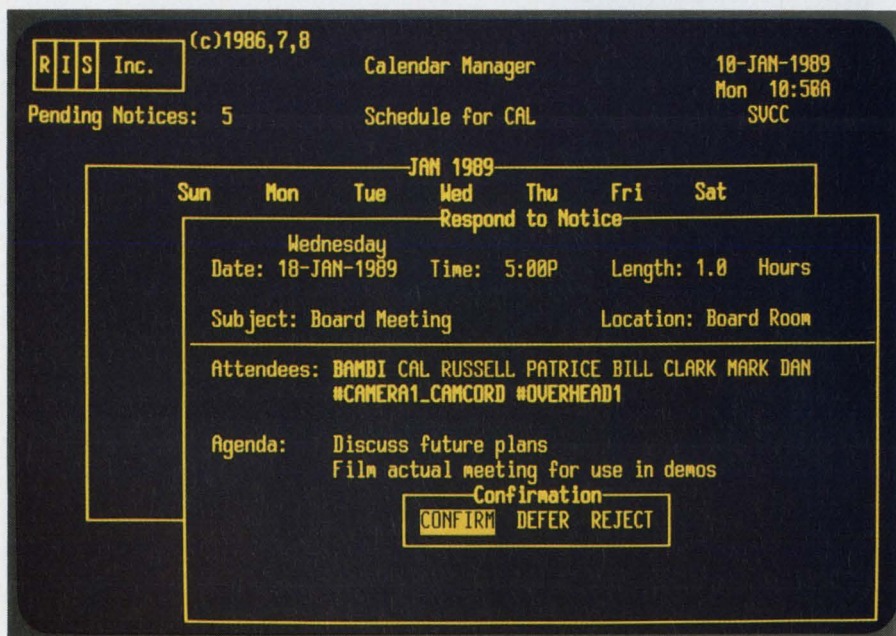 (c)1986,7,8
RIS Inc. Calendar Manager 10-JAN-1989
Mon 10:50A
Pending Notices: 5 Schedule for CAL SVCC
JAN 1989
Sun Mon Tue Wed Thu Fri Sat
Respond to Notice
Wednesday
Date: 18-JAN-1989 Time: 5:00P Length: 1.0 Hours
Subject: Board Meeting Location: Board Room
Attendees: BAMBI CAL RUSSELL PATRICE BILL CLARK MARK DAN
#CAMERA1_CAMCORD #OVERHEAD1
Agenda: Discuss future plans
Film actual meeting for use in demos
Confirmation
CONFIRM DEFER REJECT